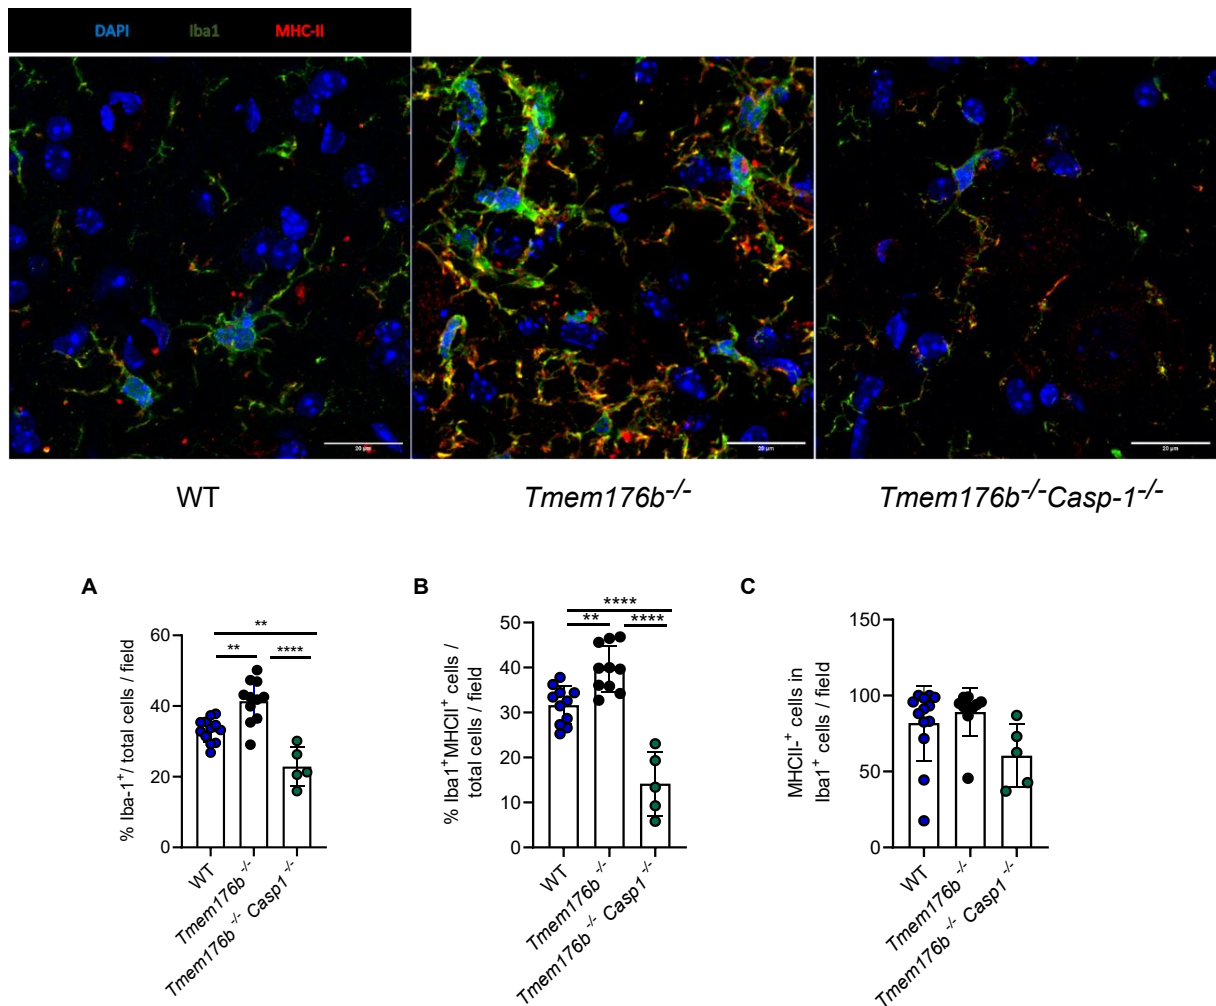 DAPI Iba1 MHC-II
20 µm 20 µm 20 µm
WT Tmem176b-/- Tmem176b-/-Casp-1-/-
A B C
% Iba-1+/ total cells / field
60
40
20
0
**
** ****
WT
Tmem176b -/-
Tmem176b -/- Casp1 -/-
% Iba1+MHCII+ cells /
total cells / field
50
40
30
20
10
0
****
** ****
WT
Tmem176b -/-
Tmem176b -/- Casp1 -/-
MHCII-+ cells in
Iba1+ cells / field
150
100
50
0
WT
Tmem176b -/-
Tmem176b -/- Casp1 -/-